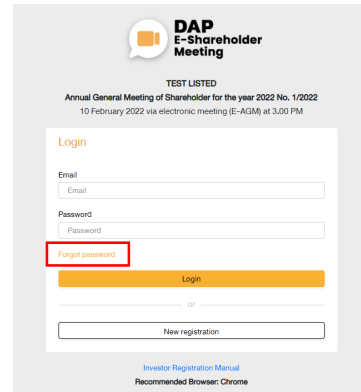 DAP
E-Shareholder
Meeting
TEST LISTED
Annual General Meeting of Shareholder for the year 2022 No. 1/2022
10 February 2022 via electronic meeting (E-AGM) at 3.00 PM
Login
Email
Email
Password
Password
Forgot password
Login
or
New registration
Investor Registration Manual
Recommended Browser: Chrome